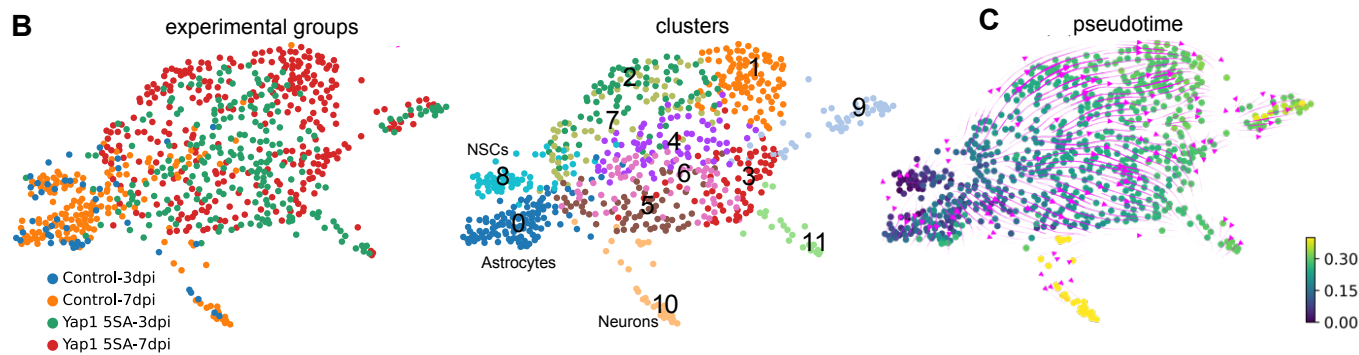 B
experimental groups
Control-3dpi
Control-7dpi
Yap1 5SA-3dpi
Yap1 5SA-7dpi
clusters
1
2
9
7
4
NSCs
8
6
3
5
0
11
Astrocytes
10
Neurons
C
pseudotime
0.30
0.15
0.00